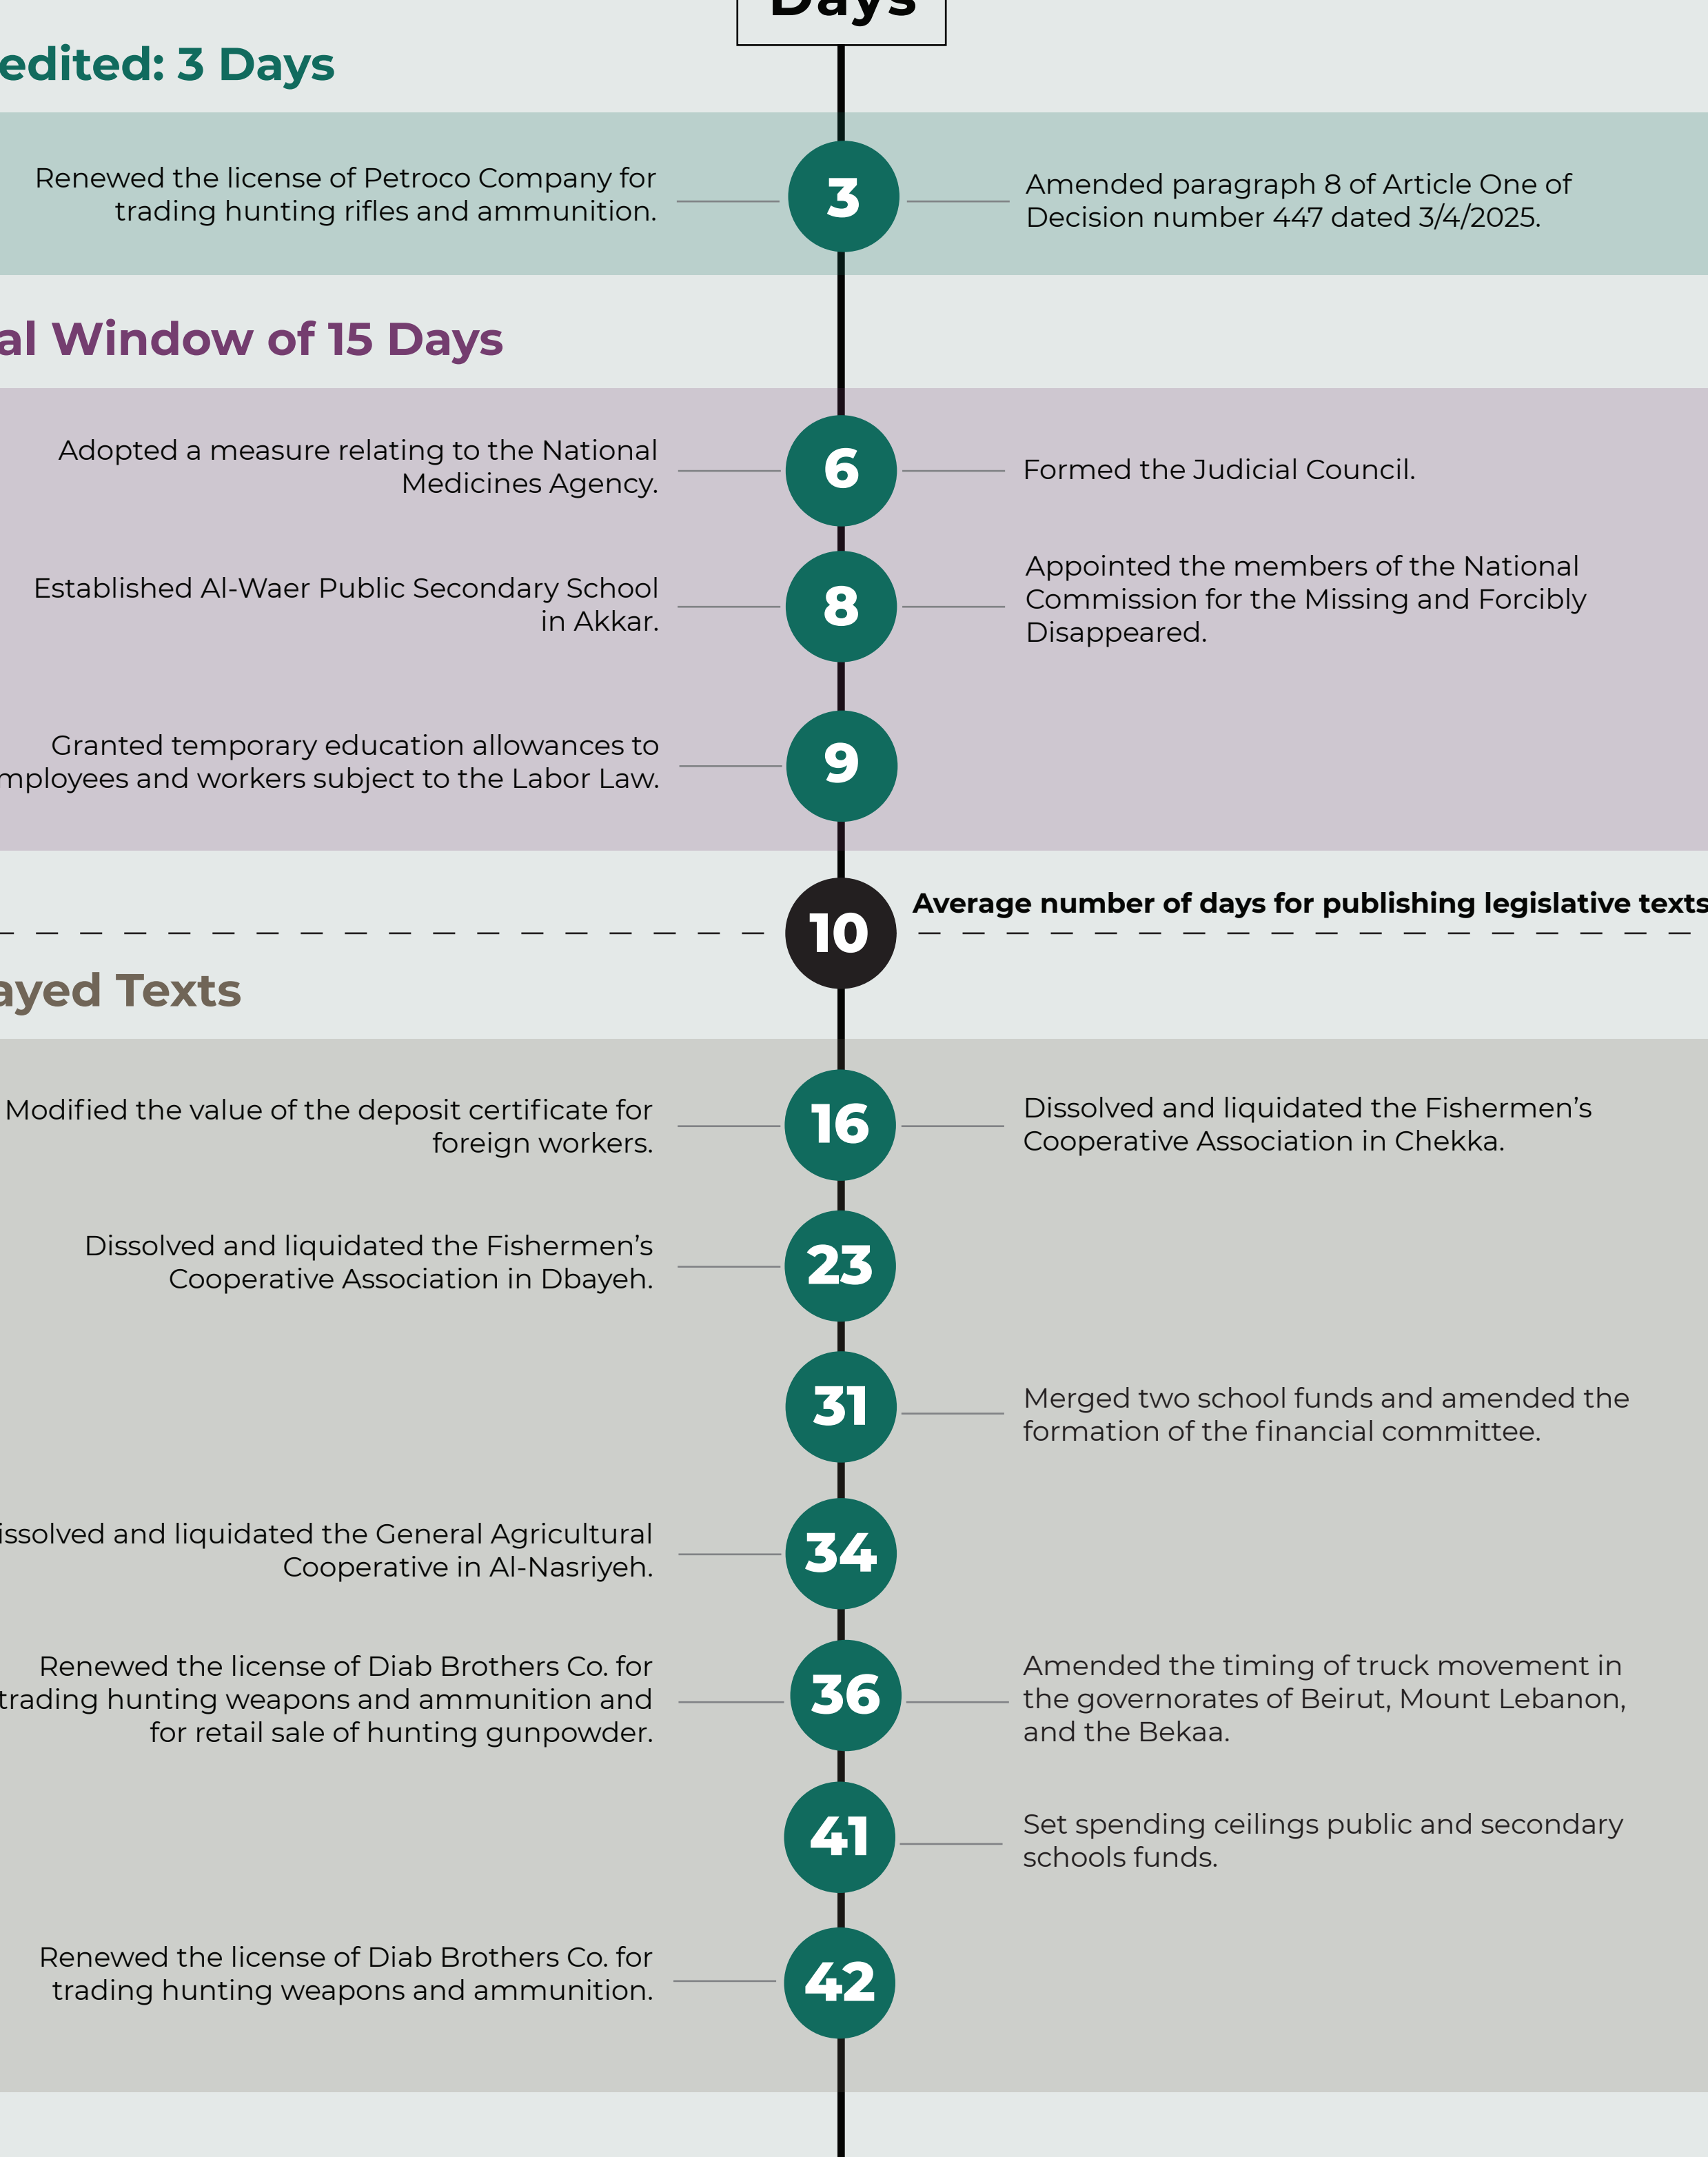 Days
edited: 3 Days
Renewed the license of Petroco Company for
trading hunting rifles and ammunition.
3
Amended paragraph 8 of Article One of
Decision number 447 dated 3/4/2025.
al Window of 15 Days
Adopted a measure relating to the National
Medicines Agency.
6
Formed the Judicial Council.
Established Al-Waer Public Secondary School
in Akkar.
8
Appointed the members of the National
Commission for the Missing and Forcibly
Disappeared.
Granted temporary education allowances to
mployees and workers subject to the Labor Law.
9
10
Average number of days for publishing legislative texts
ayed Texts
Modified the value of the deposit certificate for
foreign workers.
16
Dissolved and liquidated the Fishermen’s
Cooperative Association in Chekka.
Dissolved and liquidated the Fishermen’s
Cooperative Association in Dbayeh.
23
31
Merged two school funds and amended the
formation of the financial committee.
issolved and liquidated the General Agricultural
Cooperative in Al-Nasriyeh.
34
Renewed the license of Diab Brothers Co. for
trading hunting weapons and ammunition and
for retail sale of hunting gunpowder.
36
Amended the timing of truck movement in
the governorates of Beirut, Mount Lebanon,
and the Bekaa.
41
Set spending ceilings public and secondary
schools funds.
Renewed the license of Diab Brothers Co. for
trading hunting weapons and ammunition.
42